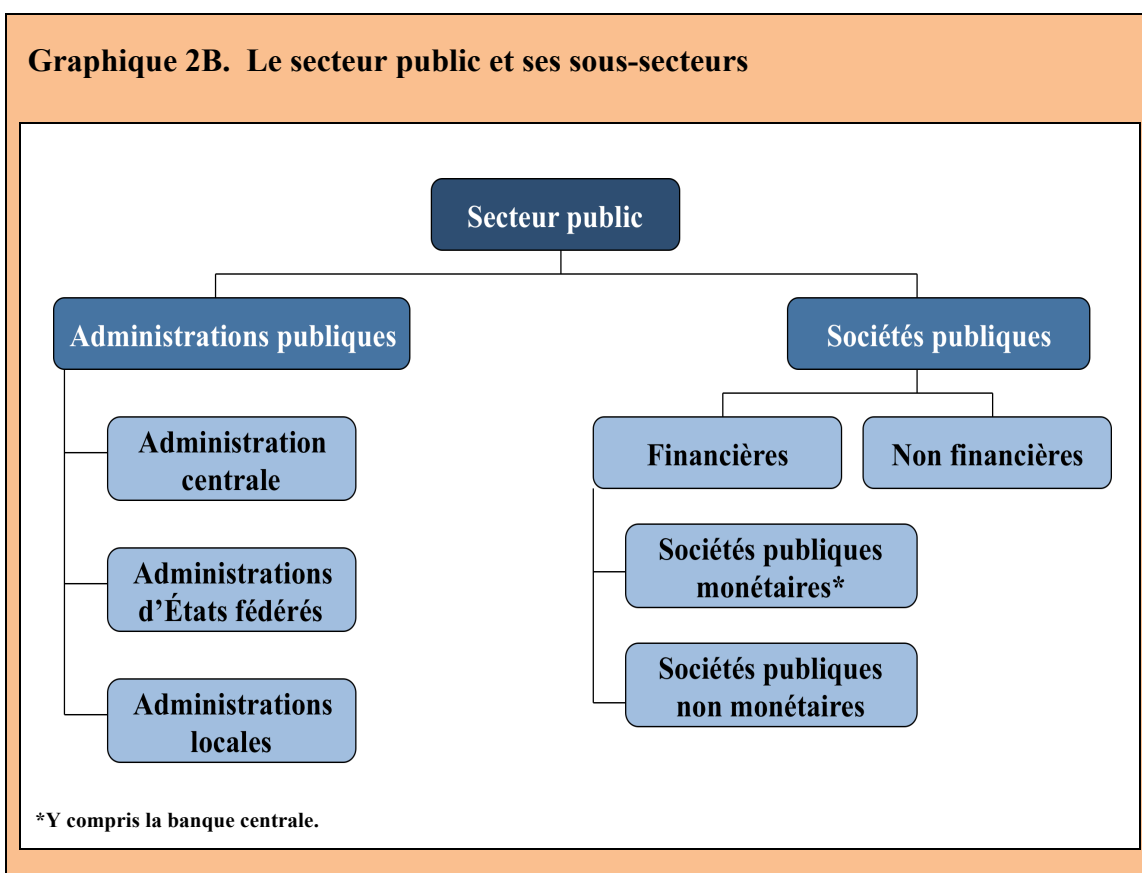 Graphique 2B. Le secteur public et ses sous-secteurs
Secteur public
Administrations publiques
Sociétés publiques
Administration
centrale
Administrations
d'États fédérés
Administrations
locales
Financières
Non financières
Sociétés publiques
monétaires*
Sociétés publiques
non monétaires
*Y compris la banque centrale.